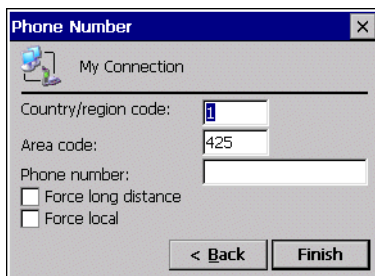 Phone Number
My Connection
Country/region code: 1
Area code: 425
Phone number:
Force long distance
Force local
< Back Finish